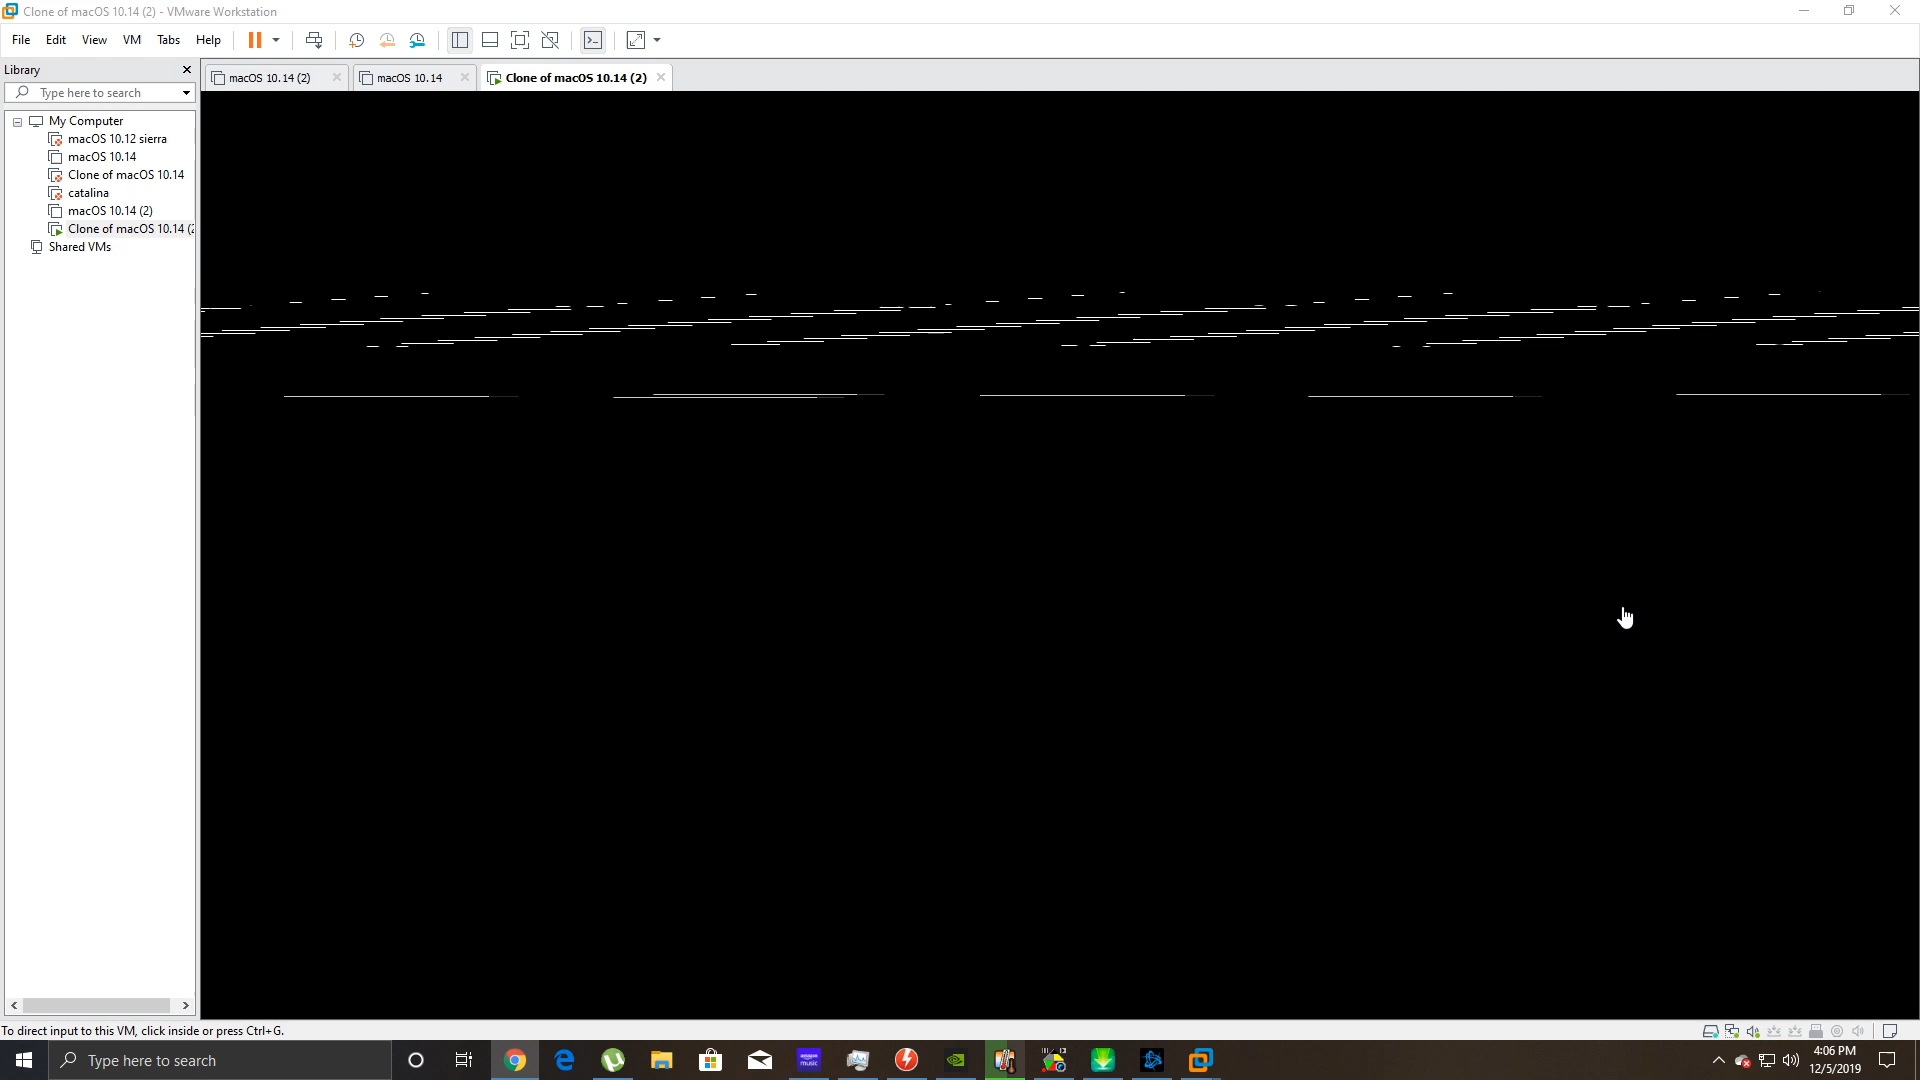 Clone of macOS 10.14 (2) - VMware Workstation
File Edit View VM Tabs Help
Library
Type here to search
macOS 10.14 (2) macOS 10.14 Clone of macOS 10.14 (2)
My Computer
macOS 10.12 sierra
macOS 10.14
Clone of macOS 10.14
catalina
macOS 10.14 (2)
Clone of macOS 10.14 (2
Shared VMs
To direct input to this VM, click inside or press Ctrl+G.
Type here to search
amazon music
4:06 PM
12/5/2019